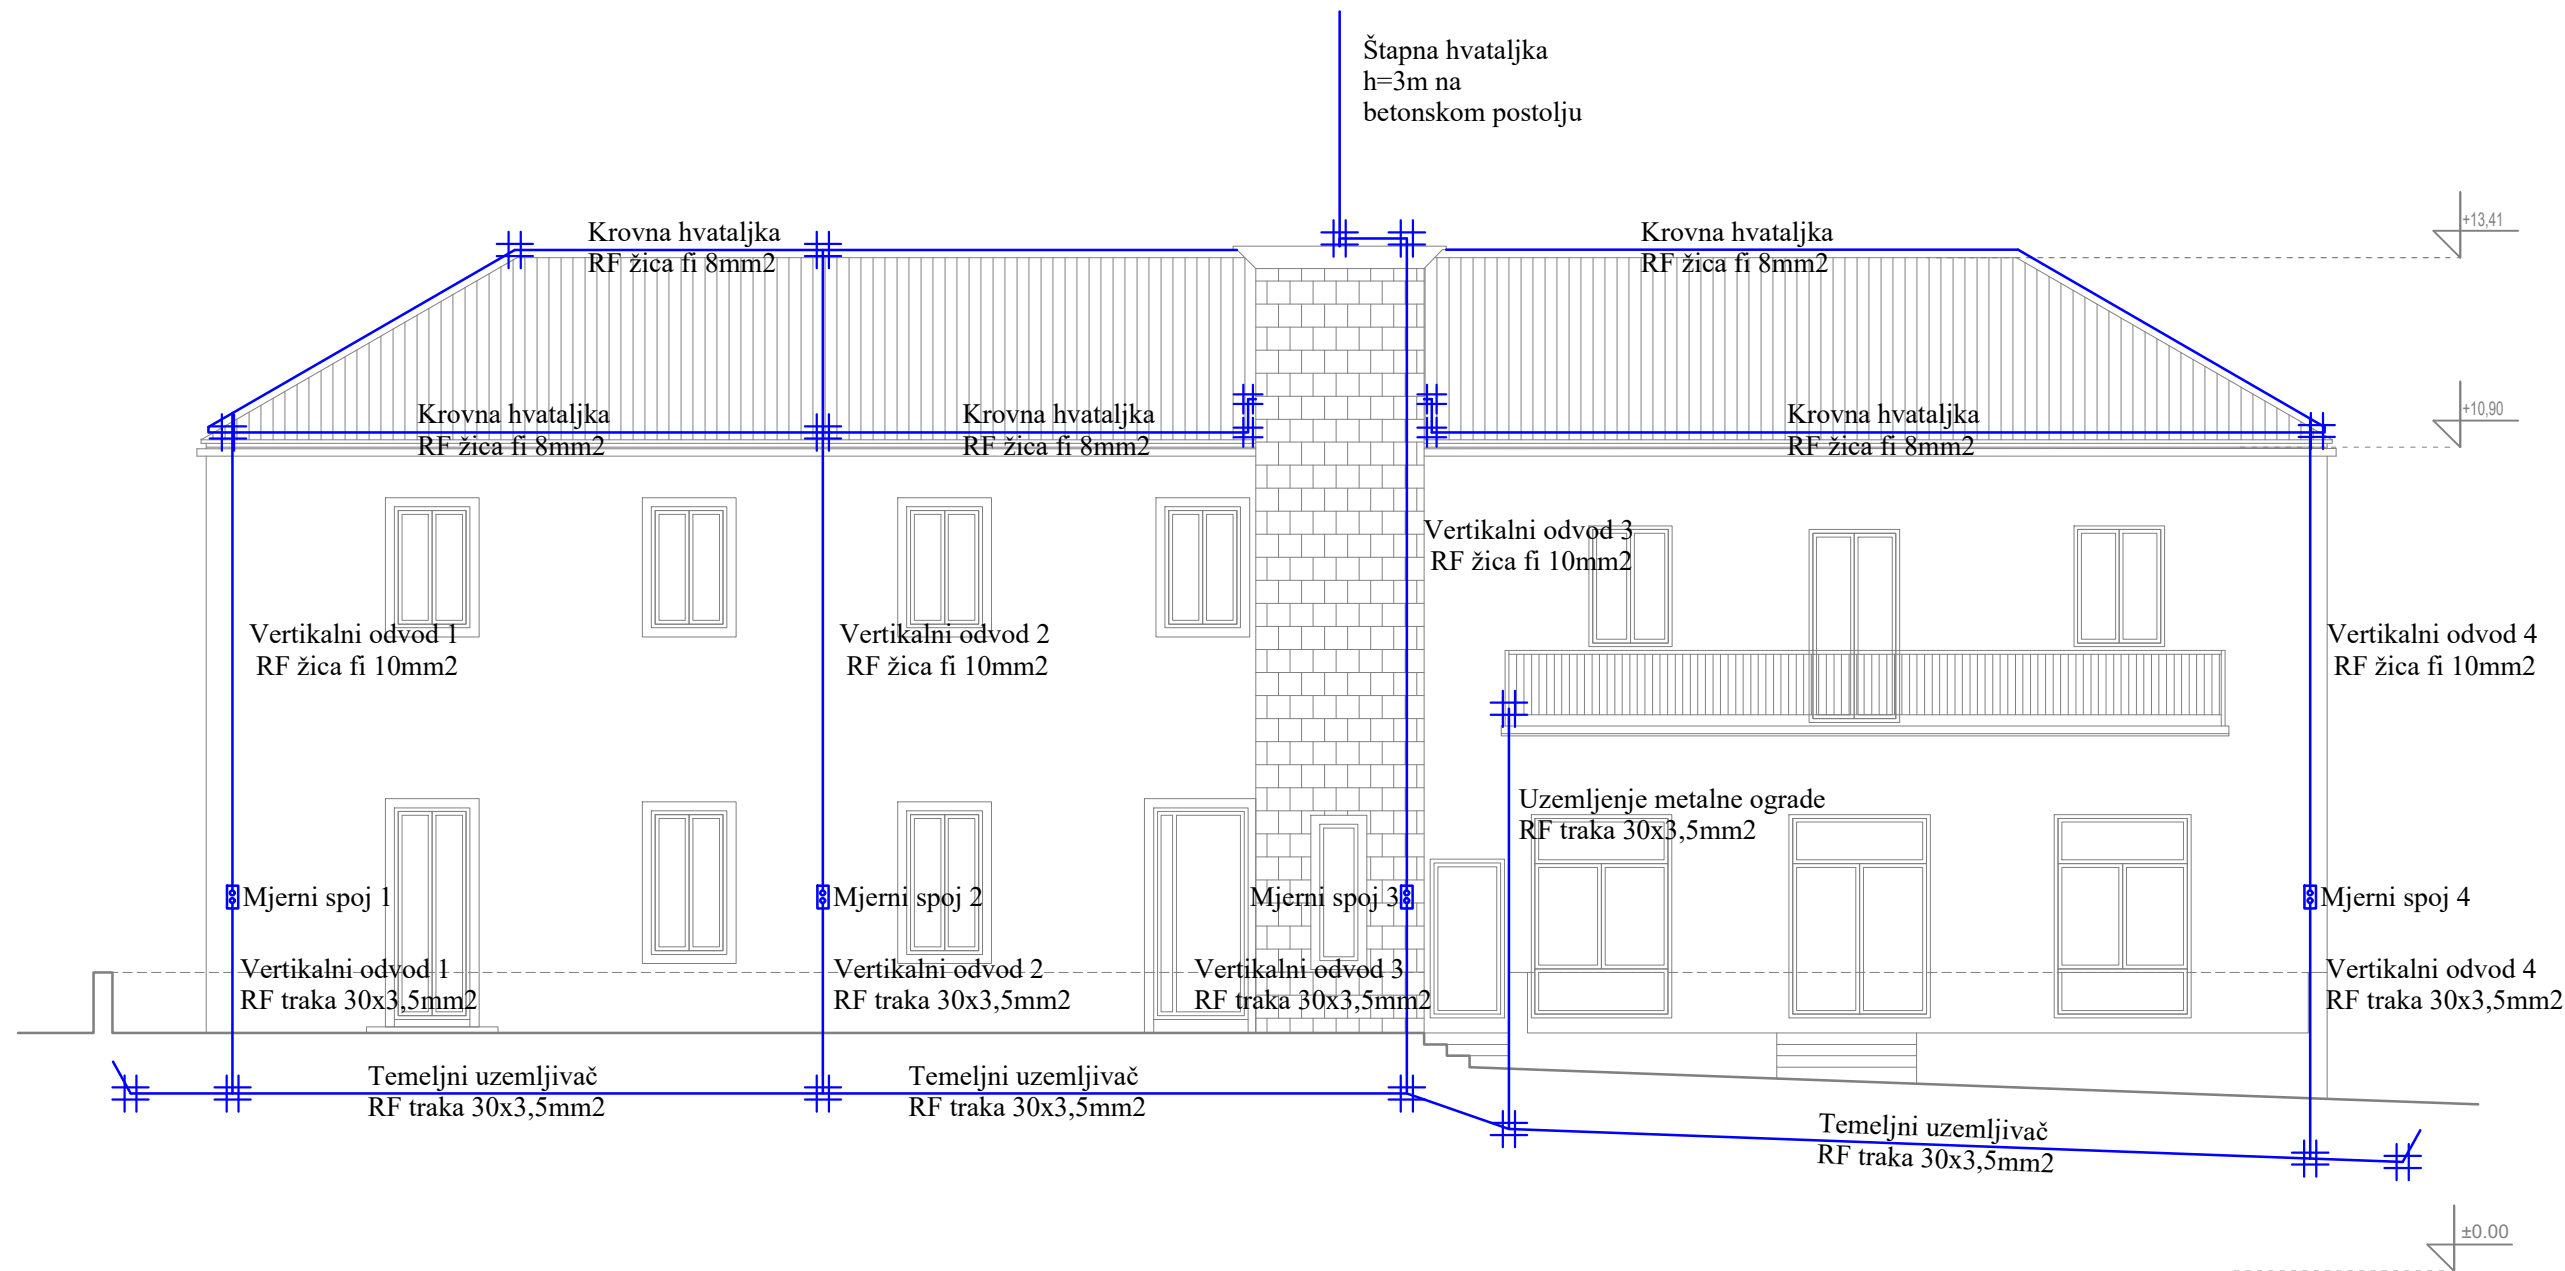 Štapna hvataljka
h=3m na
betonskom postolju
+13,41
Krovna hvataljka
RF žica fi 8mm2
Krovna hvataljka
RF žica fi 8mm2
+10,90
Krovna hvataljka
RF žica fi 8mm2
Krovna hvataljka
RF žica fi 8mm2
Krovna hvataljka
RF žica fi 8mm2
Vertikalni odvod 3
RF žica fi 10mm2
Vertikalni odvod 1
RF žica fi 10mm2
Vertikalni odvod 2
RF žica fi 10mm2
Vertikalni odvod 4
RF žica fi 10mm2
Uzemljenje metalne ograde
RF traka 30x3,5mm2
Mjerni spoj 1
Mjerni spoj 2
Mjerni spoj 3
Mjerni spoj 4
Vertikalni odvod 1
RF traka 30x3,5mm2
Vertikalni odvod 2
RF traka 30x3,5mm2
Vertikalni odvod 3
RF traka 30x3,5mm2
Vertikalni odvod 4
RF traka 30x3,5mm2
Temeljni uzemljivač
RF traka 30x3,5mm2
Temeljni uzemljivač
RF traka 30x3,5mm2
Temeljni uzemljivač
RF traka 30x3,5mm2
±0.00